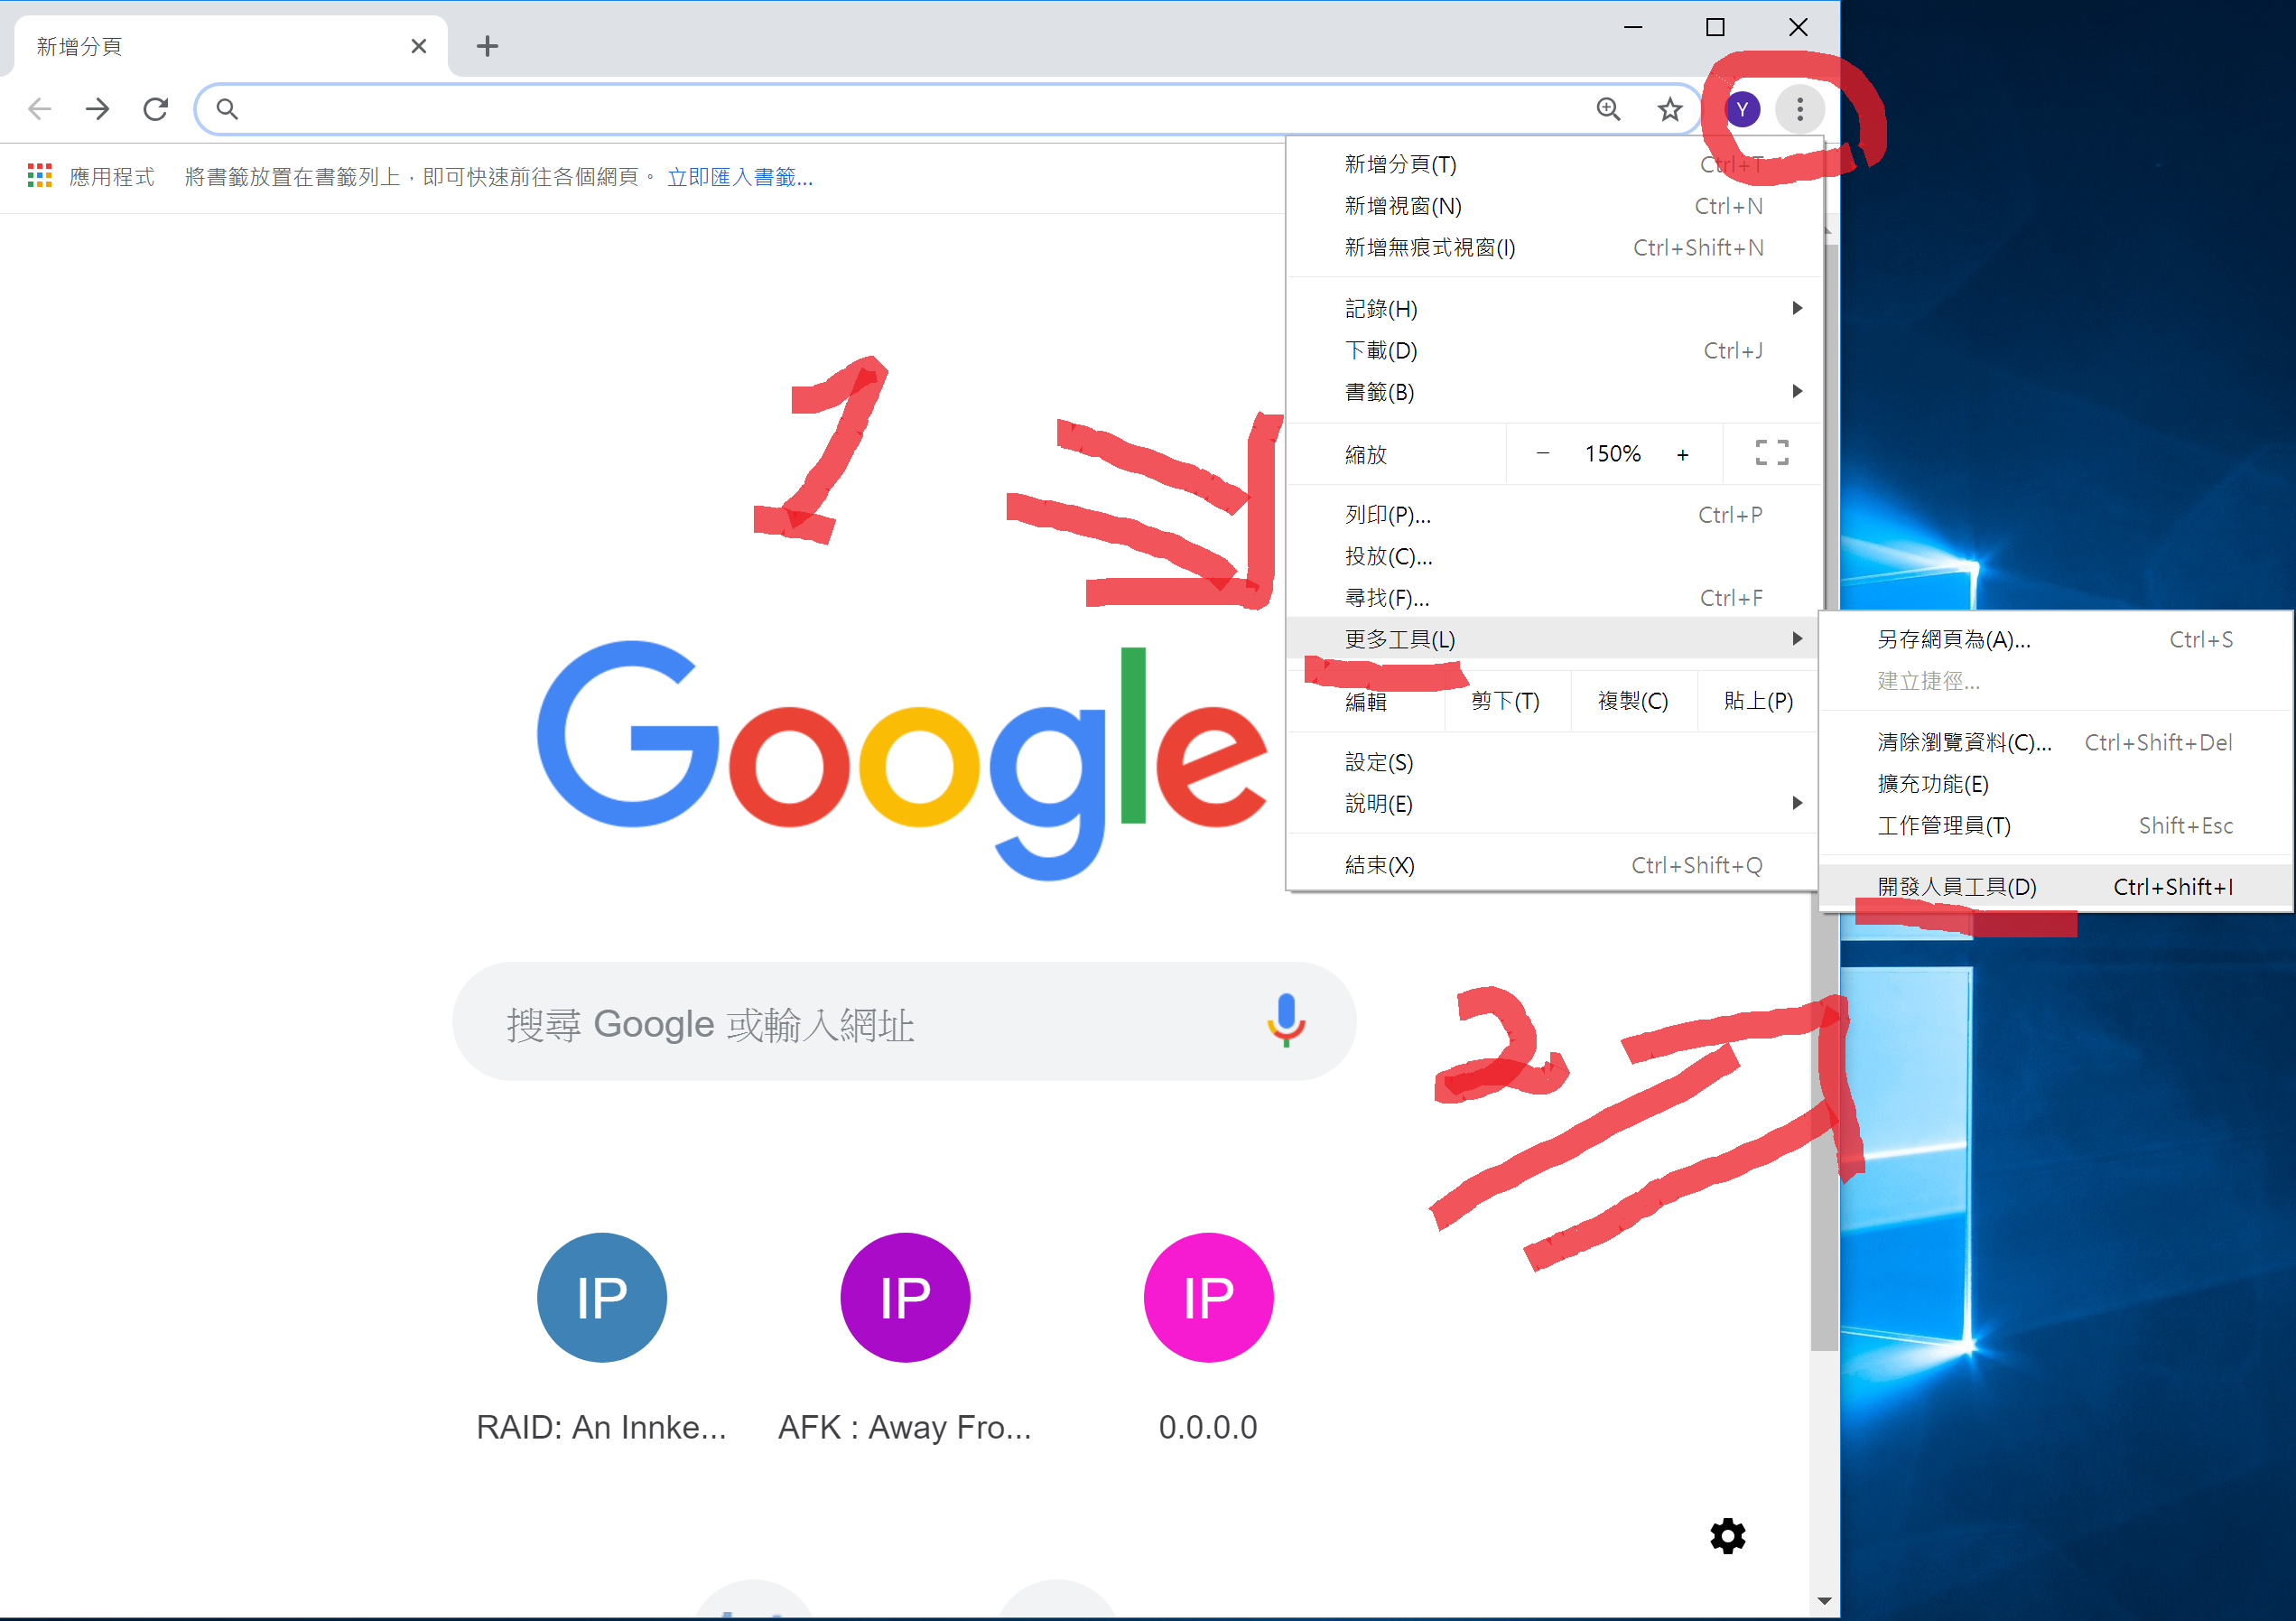 新增分頁
Y
應用程式 將書籤放置在書籤列上，即可快速前往各個網頁。 立即匯入書籤...
新增分頁(T) Ctrl+T
新增視窗(N) Ctrl+N
新增無痕式視窗(I) Ctrl+Shift+N
記錄(H)
下載(D) Ctrl+J
書籤(B)
縮放 − 150% +
列印(P)... Ctrl+P
投放(C)...
尋找(F)... Ctrl+F
更多工具(L)
編輯 剪下(T) 複製(C) 貼上(P)
設定(S)
說明(E)
結束(X) Ctrl+Shift+Q
另存網頁為(A)... Ctrl+S
建立捷徑...
清除瀏覽資料(C)... Ctrl+Shift+Del
擴充功能(E)
工作管理員(T) Shift+Esc
開發人員工具(D) Ctrl+Shift+I
1
Google
搜尋 Google 或輸入網址
2
IP IP IP
RAID: An Innke... AFK : Away Fro... 0.0.0.0